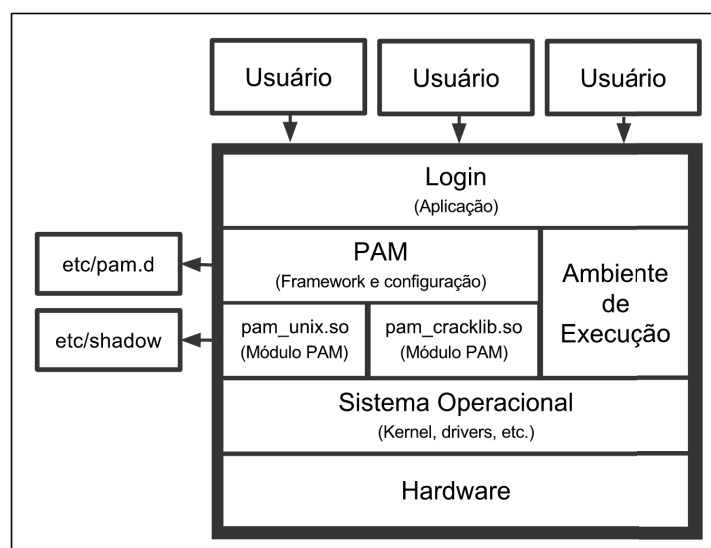 Usuário
Usuário
Usuário
Login
(Aplicação)
PAM
(Framework e configuração)
etc/pam.d
Ambiente
de
Execução
pam_unix.so
(Módulo PAM)
pam_cracklib.so
(Módulo PAM)
etc/shadow
Sistema Operacional
(Kernel, drivers, etc.)
Hardware